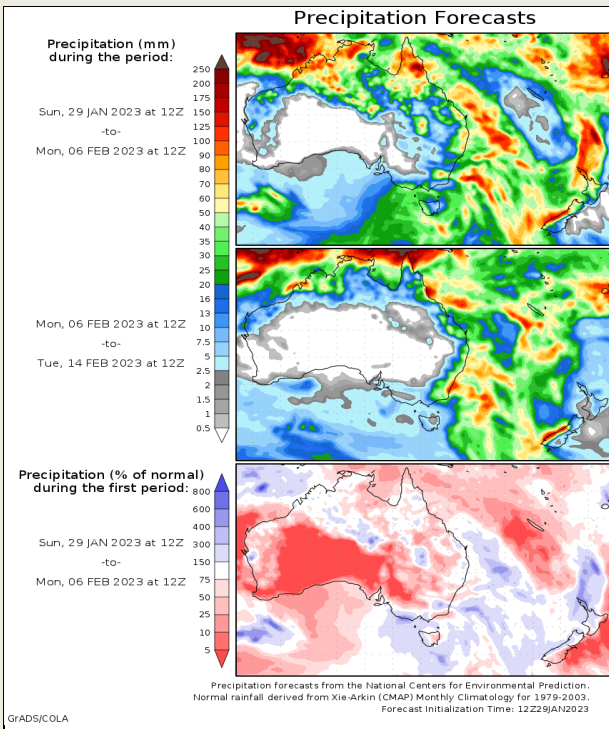 Precipitation Forecasts
Precipitation (mm)
during the period:
Sun, 29 JAN 2023 at 12Z
-to-
Mon, 06 FEB 2023 at 12Z
250
200
175
150
125
100
90
80
70
60
50
40
35
30
25
20
16
13
10
7.5
5
2.5
2
1.5
1
0.5
Mon, 06 FEB 2023 at 12Z
-to-
Tue, 14 FEB 2023 at 12Z
Precipitation (% of normal)
during the first period:
Sun, 29 JAN 2023 at 12Z
-to-
Mon, 06 FEB 2023 at 12Z
800
600
400
300
150
75
50
25
10
5
Precipitation forecasts from the National Centers for Environmental Prediction.
Normal rainfall derived from Xie-Arkin (CMAP) Monthly Climatology for 1979-2003.
Forecast Initialization Time: 12Z29JAN2023
GrADS/COLA